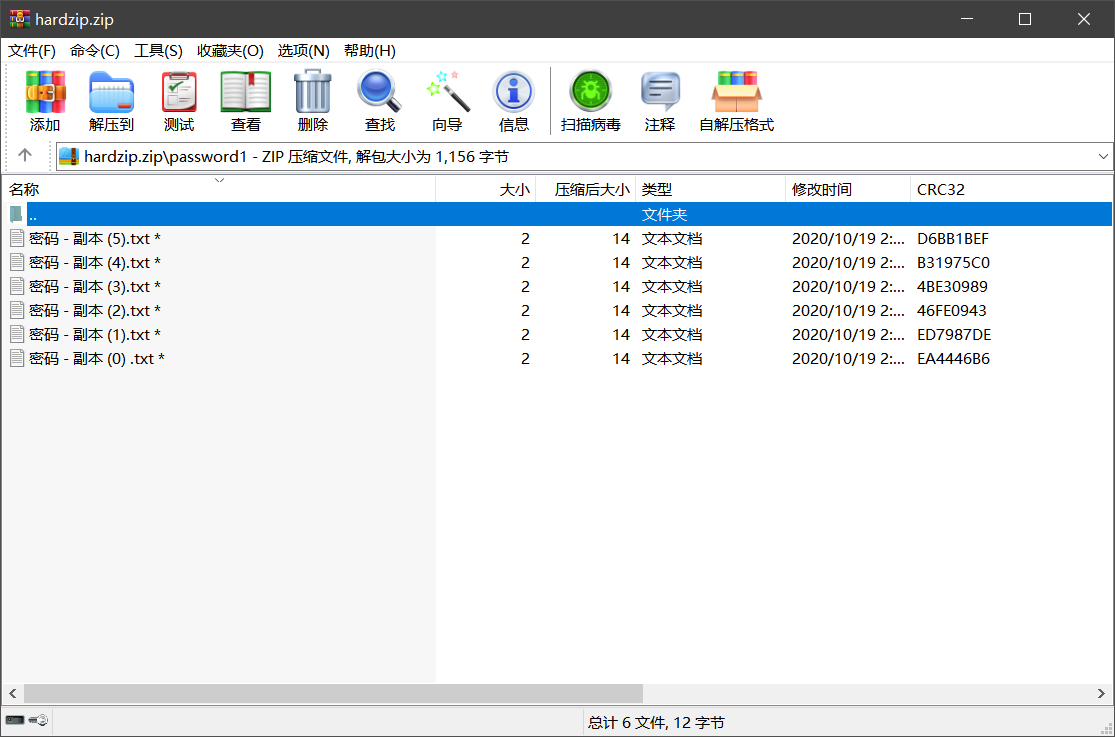 hardzip.zip
文件(F) 命令(C) 工具(S) 收藏夹(O) 选项(N) 帮助(H)
添加 解压到 测试 查看 删除 查找 向导 信息 扫描病毒 注释 自解压格式
hardzip.zip\password1 - ZIP 压缩文件, 解包大小为 1,156 字节
名称 大小 压缩后大小 类型 修改时间 CRC32
.. 文件夹
密码 - 副本 (5).txt * 2 14 文本文档 2020/10/19 2:... D6BB1BEF
密码 - 副本 (4).txt * 2 14 文本文档 2020/10/19 2:... B31975C0
密码 - 副本 (3).txt * 2 14 文本文档 2020/10/19 2:... 4BE30989
密码 - 副本 (2).txt * 2 14 文本文档 2020/10/19 2:... 46FE0943
密码 - 副本 (1).txt * 2 14 文本文档 2020/10/19 2:... ED7987DE
密码 - 副本 (0) .txt * 2 14 文本文档 2020/10/19 2:... EA4446B6
总计 6 文件, 12 字节